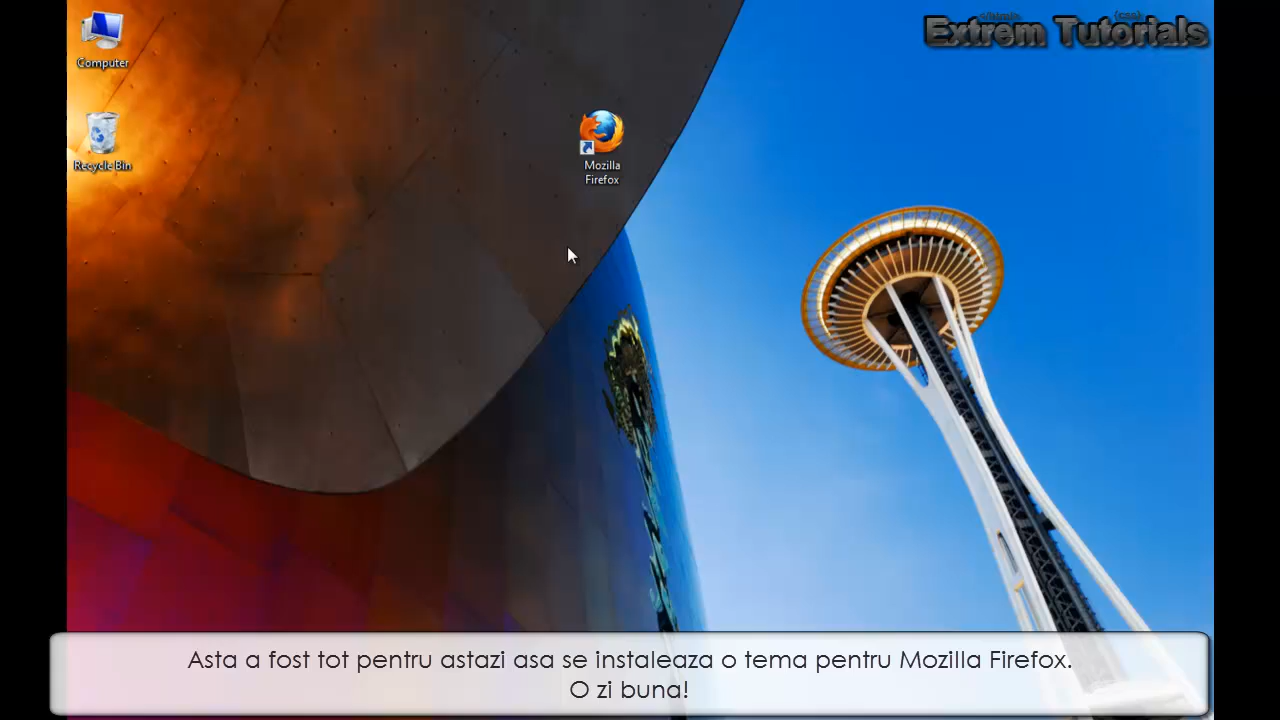 Extrem Tutorials
Computer
Recycle Bin
Mozilla
Firefox
Asta a fost tot pentru astazi asa se instaleaza o tema pentru Mozilla Firefox.
O zi buna!